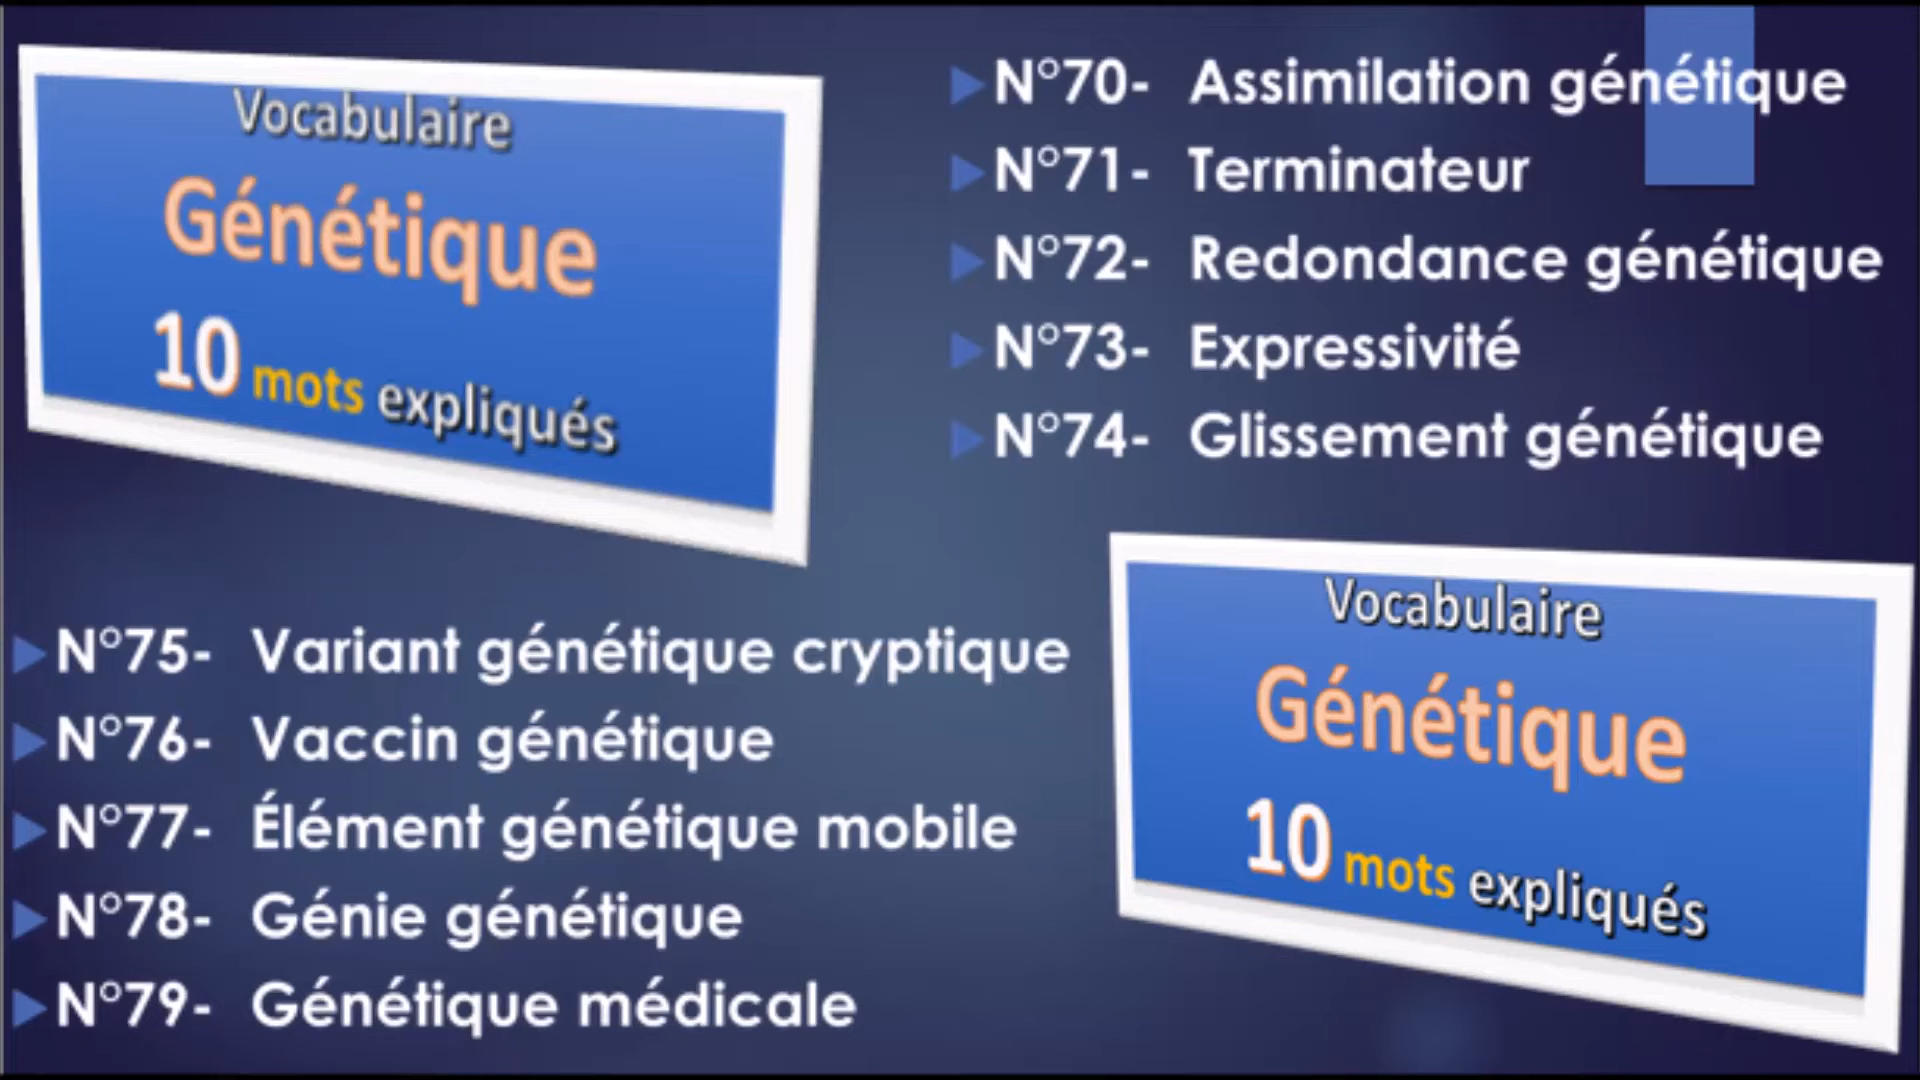 Vocabulaire
Génétique
10 mots expliqués
N°70- Assimilation génétique
N°71- Terminateur
N°72- Redondance génétique
N°73- Expressivité
N°74- Glissement génétique
N°75- Variant génétique cryptique
N°76- Vaccin génétique
N°77- Élément génétique mobile
N°78- Génie génétique
N°79- Génétique médicale
Vocabulaire
Génétique
10 mots expliqués